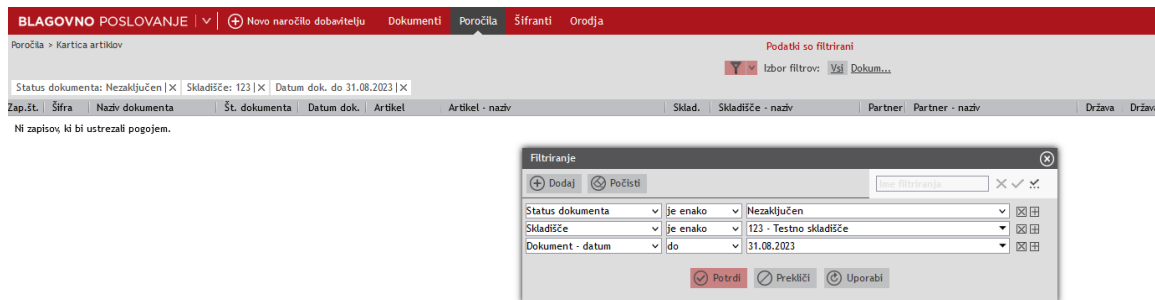 BLAGOVNO POSLOVANJE Novo naročilo dobavitelju Dokumenti Poročila Šifranti Orodja
Poročila > Kartica artiklov
Podatki so filtrirani
Izbor filtrov: Vsi Dokum...
Status dokumenta: Nezaključen | X Skladišče: 123 | X Datum dok. do 31.08.2023 | X
Zap.št. Šifra Naziv dokumenta Št. dokumenta Datum dok. Artikel Artikel - naziv Sklad. Skladišče - naziv Partner Partner - naziv Država Držav
Ni zapisov, ki bi ustrezali pogojem.
Filtriranje
Dodaj Počisti Ime filtriranja
Status dokumenta je enako Nezaključen
Skladišče je enako 123 - Testno skladišče
Dokument - datum do 31.08.2023
Potrdi Prekliči Uporabi